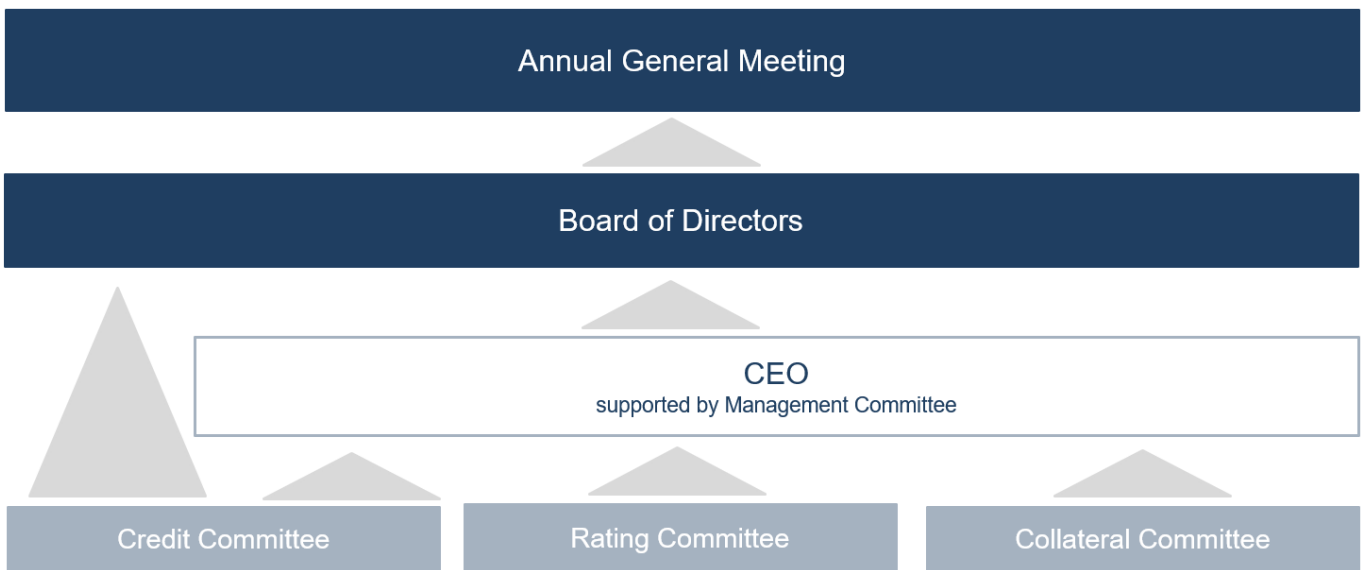 Annual General Meeting
Board of Directors
CEO
supported by Management Committee
Credit Committee
Rating Committee
Collateral Committee